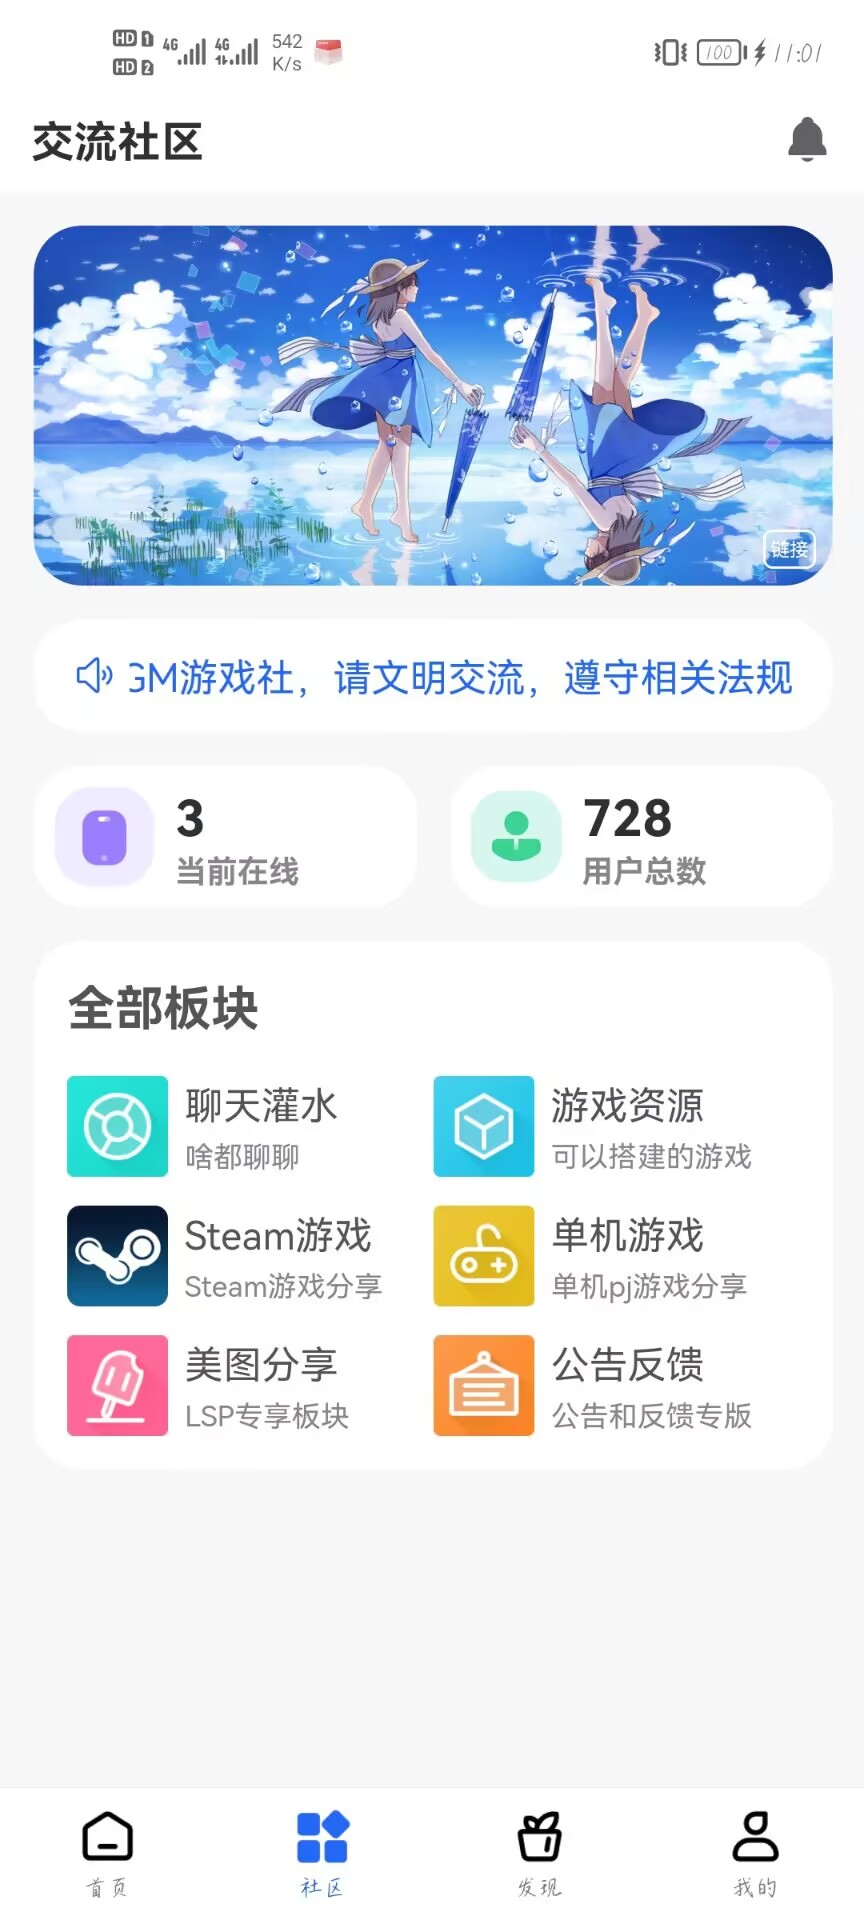 HD 1 4G 4G 542
HD 2 K/s
100 11:01
交流社区
链接
GM游戏社，请文明交流，遵守相关法规
3
当前在线
728
用户总数
全部板块
聊天灌水
啥都聊聊
游戏资源
可以搭建的游戏
Steam游戏
Steam游戏分享
单机游戏
单机pj游戏分享
美图分享
LSP专享板块
公告反馈
公告和反馈专版
首页
社区
发现
我的